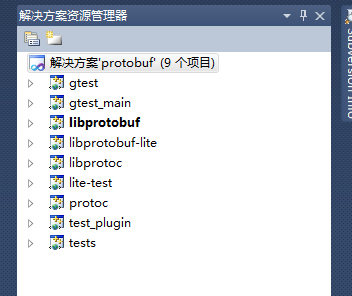 解决方案资源管理器
解决方案'protobuf' (9 个项目)
gtest
gtest_main
libprotobuf
libprotobuf-lite
libprotoc
lite-test
protoc
test_plugin
tests
Subversion Info